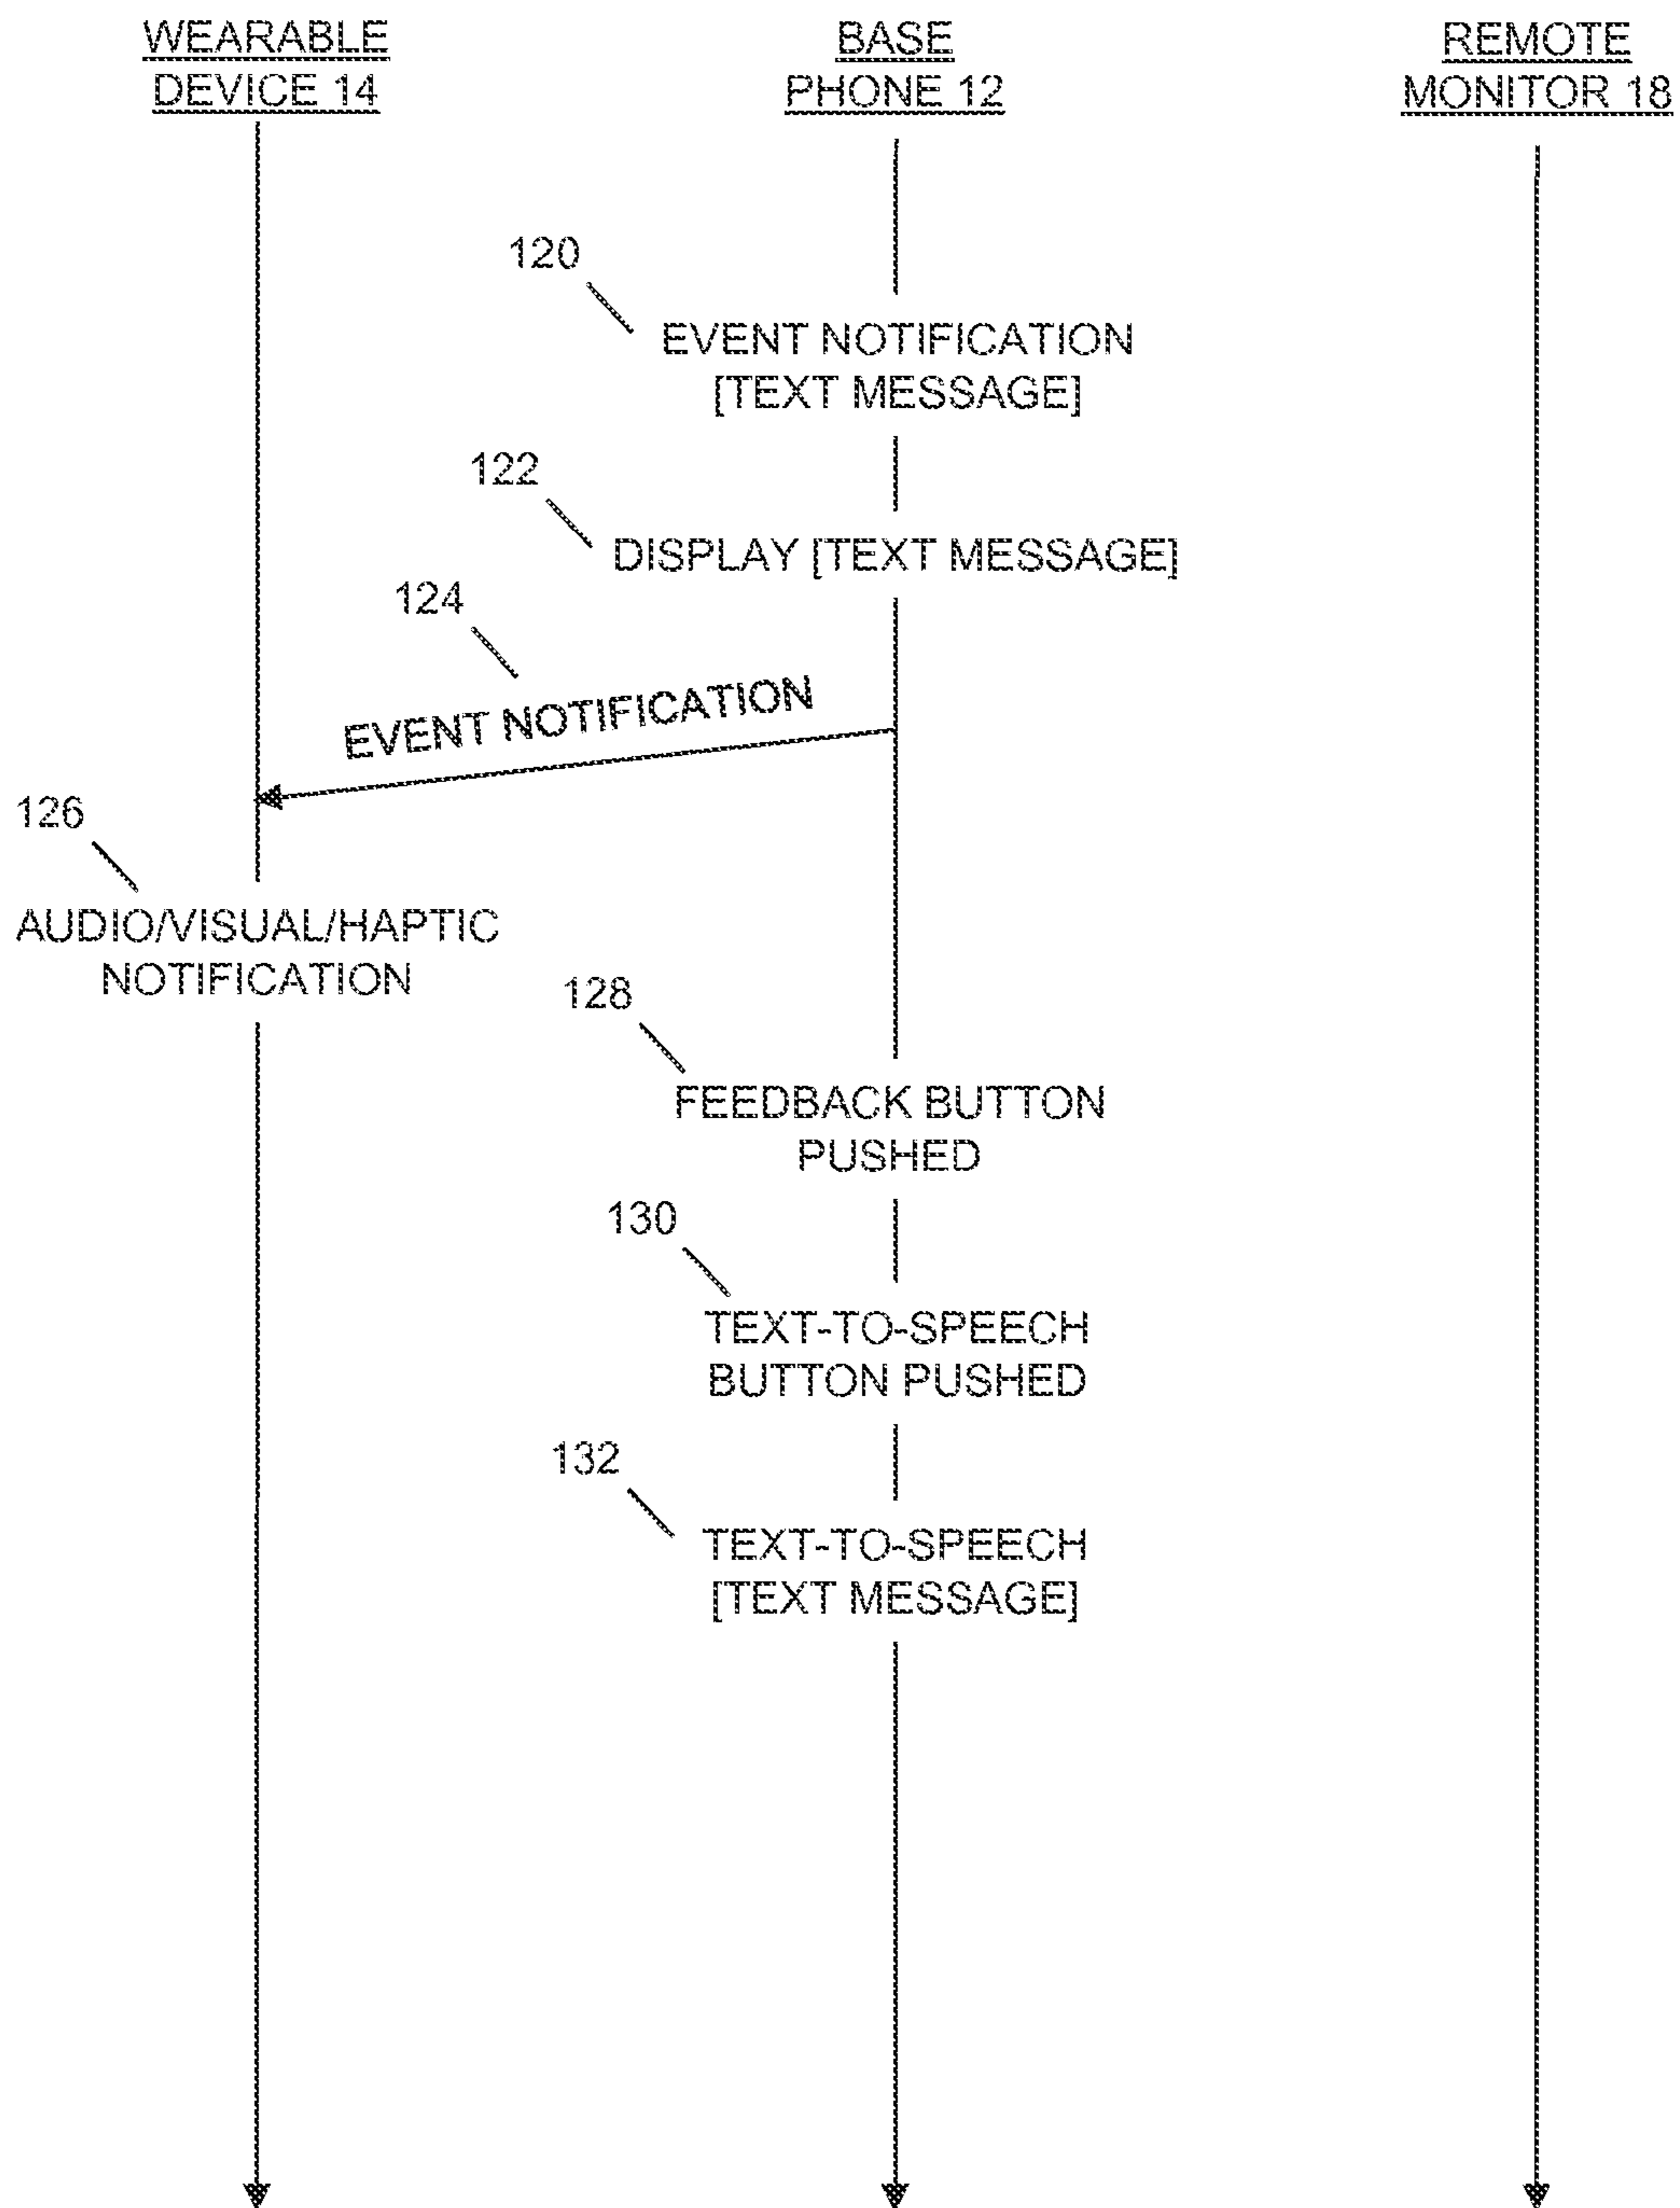 WEARABLE
DEVICE 14
BASE
PHONE 12
REMOTE
MONITOR 18
120
EVENT NOTIFICATION
[TEXT MESSAGE]
122
DISPLAY [TEXT MESSAGE]
124
EVENT NOTIFICATION
126
AUDIO/VISUAL/HAPTIC
NOTIFICATION
128
FEEDBACK BUTTON
PUSHED
130
TEXT-TO-SPEECH
BUTTON PUSHED
132
TEXT-TO-SPEECH
[TEXT MESSAGE]